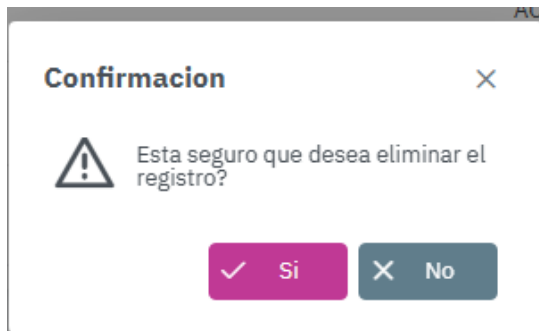 Confirmacion
Esta seguro que desea eliminar el
registro?
Si
No